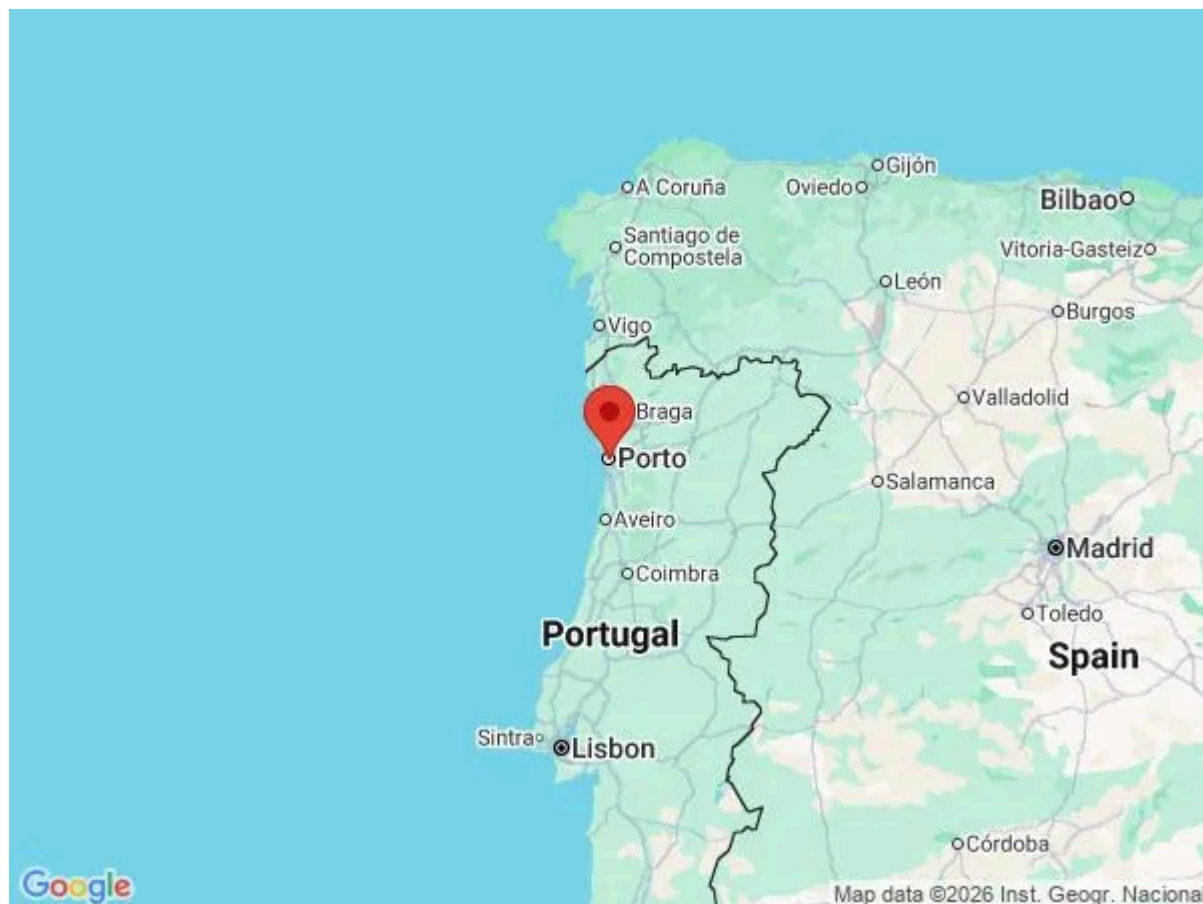 A Coruña
Oviedo
Gijón
Bilbao
Santiago de
Compostela
Vitoria-Gasteiz
León
Burgos
Vigo
Valladolid
Braga
Porto
Salamanca
Aveiro
Madrid
Coimbra
Toledo
Portugal
Spain
Sintra
Lisbon
Córdoba
Google
Map data ©2026 Inst. Geogr. Nacional